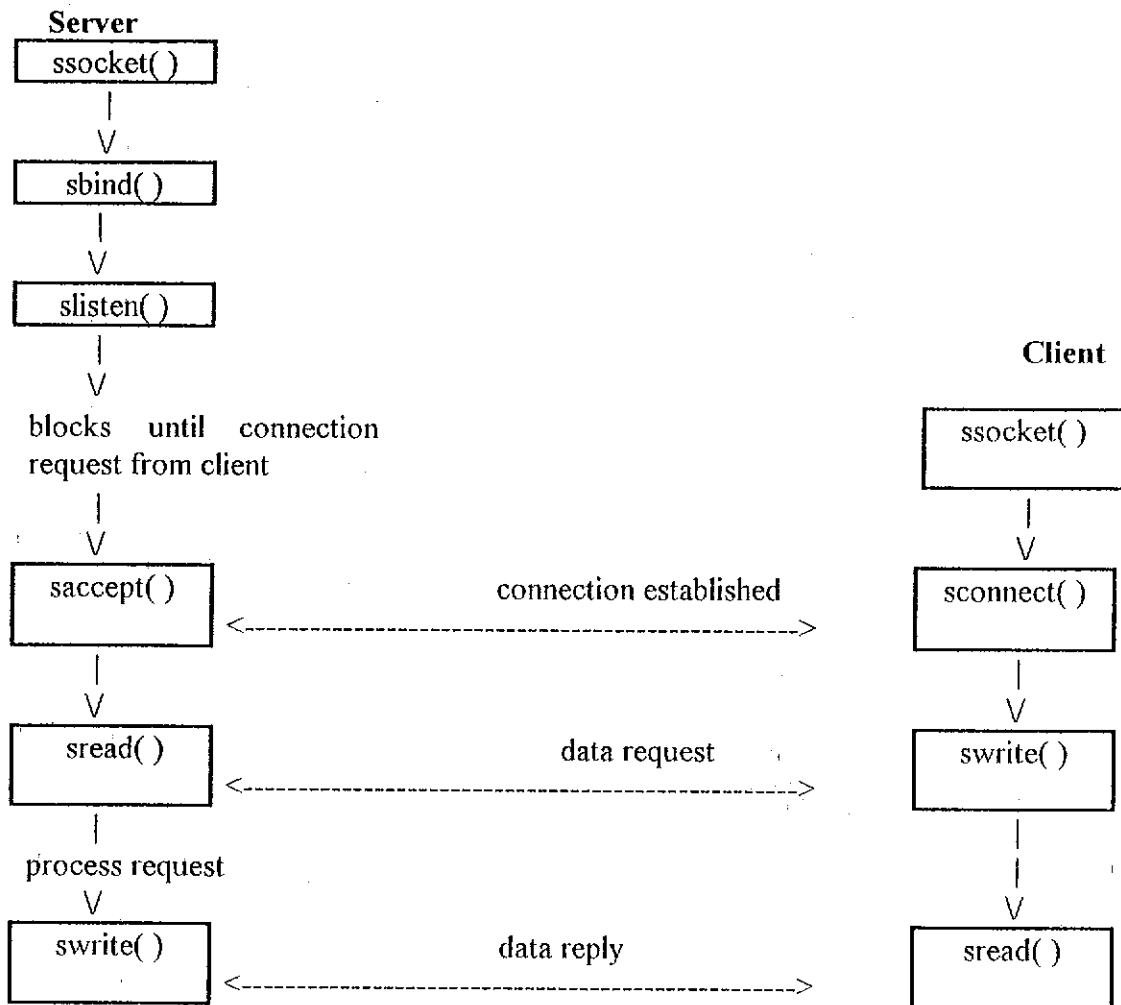 Server
ssocket( )
sbind( )
slisten( )
blocks until connection
request from client
Client
ssocket( )
saccept( )
connection established
sconnect( )
sread( )
data request
swrite( )
process request
swrite( )
data reply
sread( )